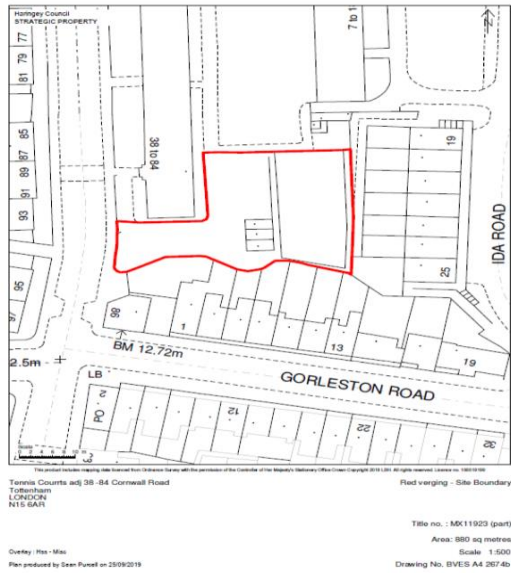 Haringey Council
STRATEGIC PROPERTY
77
79
81
85
87
89
91
93
95
97
38 to 84
7 to 1
19
25
IDA ROAD
86
1
13
19
BM 12.72m
2.5m
LB
GORLESTON ROAD
2
PO
12
22
32
Tennis Courts adj 38 -84 Cornwall Road
Tottenham
LONDON
N15 6AR
Red verging - Site Boundary
Title no. : MX11923 (part)
Area: 880 sq metres
Scale 1:500
Drawing No. BVES A4 2674b
Overlay : Hsg - Misc
Plan produced by Sean Purcell on 25/09/2019